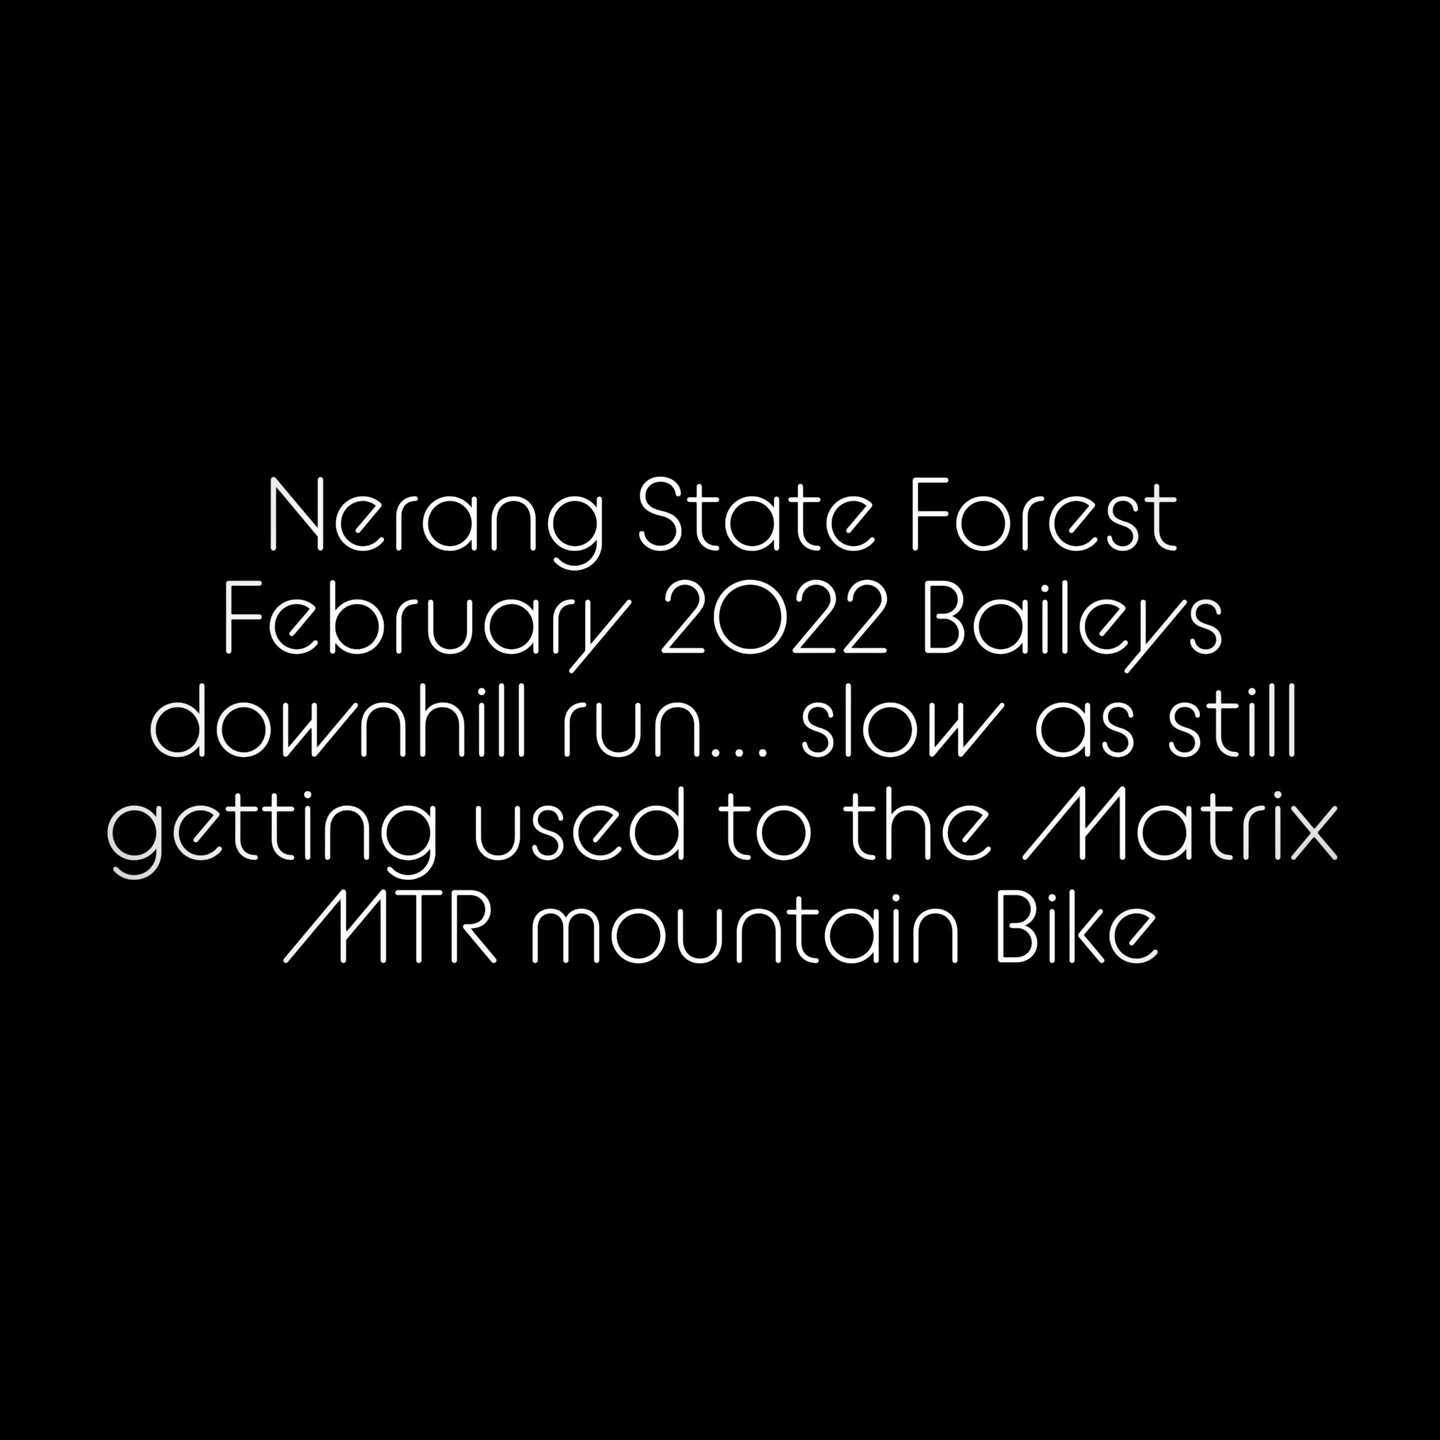 Nerang State Forest
February 2022 Baileys
downhill run... slow as still
getting used to the Matrix
MTR mountain Bike